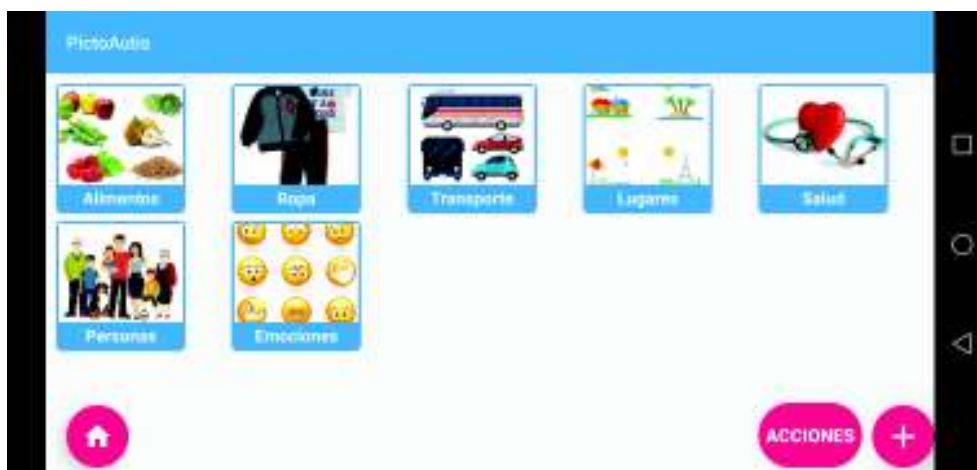 PictoAutis
Alimentos
Ropa
Transporte
Lugares
Salud
Personas
Emociones
ACCIONES